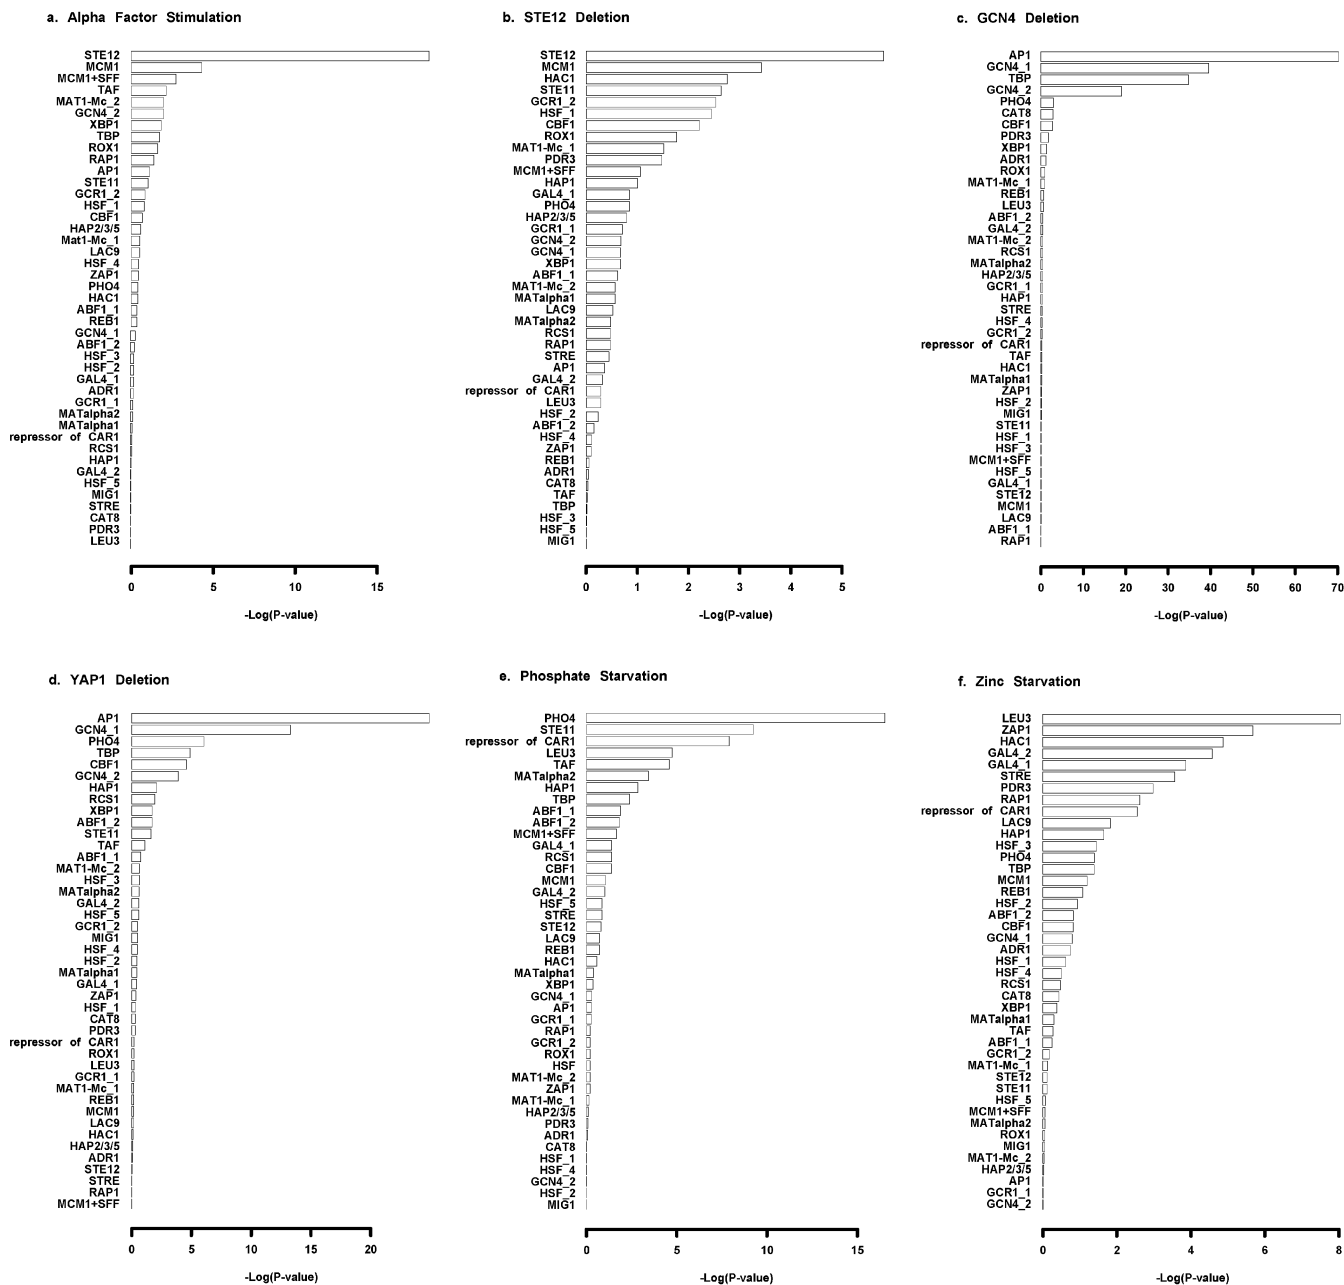 a. Alpha Factor Stimulation
STE12
MCM1
MCM1+SFF
TAF
MAT1-Mc_2
GCN4_2
XBP1
TBP
ROX1
RAP1
AP1
STE11
GCR1_2
HSF_1
CBF1
HAP2/3/5
Mat1-Mc_1
LAC9
HSF_4
ZAP1
PHO4
HAC1
ABF1_1
REB1
GCN4_1
ABF1_2
HSF_3
HSF_2
GAL4_1
ADR1
GCR1_1
MATalpha2
MATalpha1
repressor of CAR1
RCS1
HAP1
GAL4_2
HSF_5
MIG1
STRE
CAT8
PDR3
LEU3
0 5 10 15
-Log(P-value)
b. STE12 Deletion
STE12
MCM1
HAC1
STE11
GCR1_2
HSF_1
CBF1
ROX1
MAT1-Mc_1
PDR3
MCM1+SFF
HAP1
GAL4_1
PHO4
HAP2/3/5
GCR1_1
GCN4_2
GCN4_1
XBP1
ABF1_1
MAT1-Mc_2
MATalpha1
LAC9
MATalpha2
RCS1
RAP1
STRE
AP1
GAL4_2
repressor of CAR1
LEU3
HSF_2
ABF1_2
HSF_4
ZAP1
REB1
ADR1
CAT8
TAF
TBP
HSF_3
HSF_5
MIG1
0 1 2 3 4 5
-Log(P-value)
c. GCN4 Deletion
AP1
GCN4_1
TBP
GCN4_2
PHO4
CAT8
CBF1
PDR3
XBP1
ADR1
ROX1
MAT1-Mc_1
REB1
LEU3
ABF1_2
GAL4_2
MAT1-Mc_2
RCS1
MATalpha2
HAP2/3/5
GCR1_1
HAP1
STRE
HSF_4
GCR1_2
repressor of CAR1
TAF
HAC1
MATalpha1
ZAP1
HSF_2
MIG1
STE11
HSF_1
HSF_3
MCM1+SFF
HSF_5
GAL4_1
STE12
MCM1
LAC9
ABF1_1
RAP1
0 10 20 30 40 50 60 70
-Log(P-value)
d. YAP1 Deletion
AP1
GCN4_1
PHO4
TBP
CBF1
GCN4_2
HAP1
RCS1
XBP1
ABF1_2
STE11
TAF
ABF1_1
MAT1-Mc_2
HSF_3
MATalpha2
GAL4_2
HSF_5
GCR1_2
MIG1
HSF_4
HSF_2
MATalpha1
GAL4_1
ZAP1
HSF_1
CAT8
PDR3
repressor of CAR1
ROX1
LEU3
GCR1_1
MAT1-Mc_1
REB1
MCM1
LAC9
HAC1
HAP2/3/5
ADR1
STE12
STRE
RAP1
MCM1+SFF
0 5 10 15 20
-Log(P-value)
e. Phosphate Starvation
PHO4
STE11
repressor of CAR1
LEU3
TAF
MATalpha2
HAP1
TBP
ABF1_1
ABF1_2
MCM1+SFF
GAL4_1
RCS1
CBF1
MCM1
GAL4_2
HSF_5
STRE
STE12
LAC9
REB1
HAC1
MATalpha1
XBP1
GCN4_1
AP1
GCR1_1
RAP1
GCR1_2
ROX1
HSF
MAT1-Mc_2
ZAP1
MAT1-Mc_1
HAP2/3/5
PDR3
ADR1
CAT8
HSF_1
HSF_4
GCN4_2
HSF_2
MIG1
0 5 10 15
-Log(P-value)
f. Zinc Starvation
LEU3
ZAP1
HAC1
GAL4_2
GAL4_1
STRE
PDR3
RAP1
repressor of CAR1
LAC9
HAP1
HSF_3
PHO4
TBP
MCM1
REB1
HSF_2
ABF1_2
CBF1
GCN4_1
ADR1
HSF_1
HSF_4
RCS1
CAT8
XBP1
MATalpha1
TAF
ABF1_1
GCR1_2
MAT1-Mc_1
STE12
STE11
HSF_5
MCM1+SFF
MATalpha2
ROX1
MIG1
MAT1-Mc_2
HAP2/3/5
AP1
GCR1_1
GCN4_2
0 2 4 6 8
-Log(P-value)